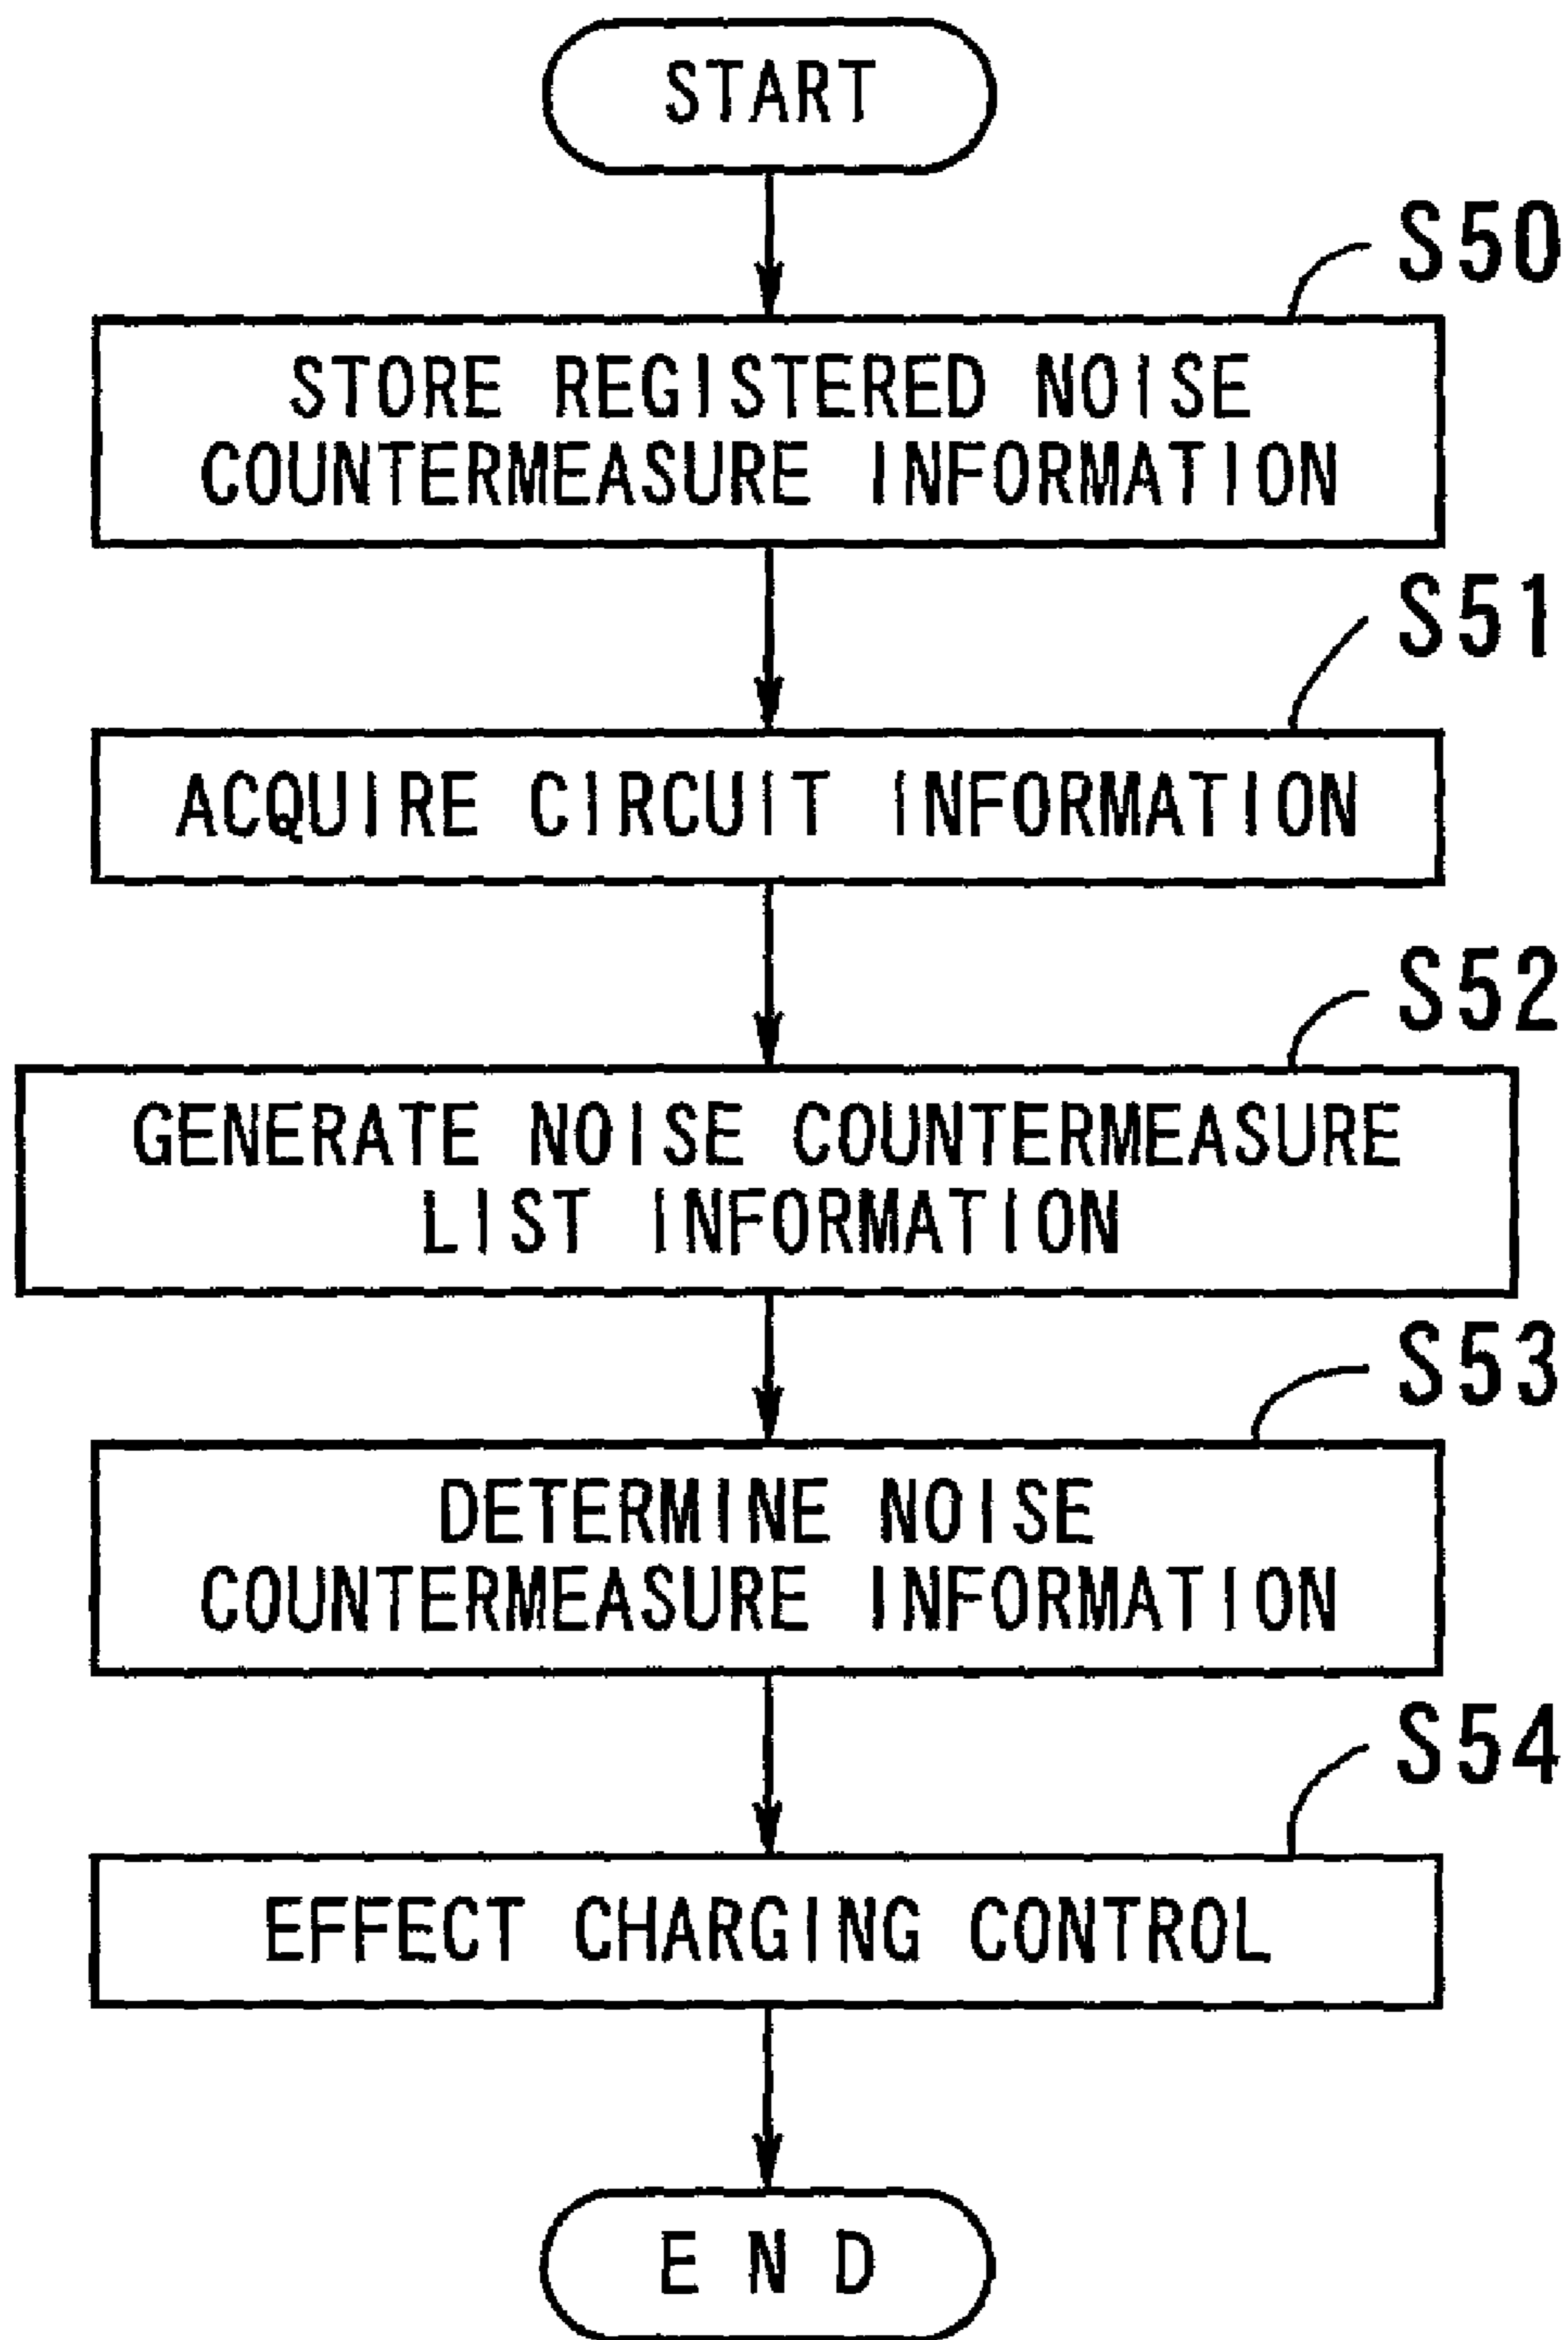 START
S50
STORE REGISTERED NOISE
COUNTERMEASURE INFORMATION
S51
ACQUIRE CIRCUIT INFORMATION
S52
GENERATE NOISE COUNTERMEASURE
LIST INFORMATION
S53
DETERMINE NOISE
COUNTERMEASURE INFORMATION
S54
EFFECT CHARGING CONTROL
END